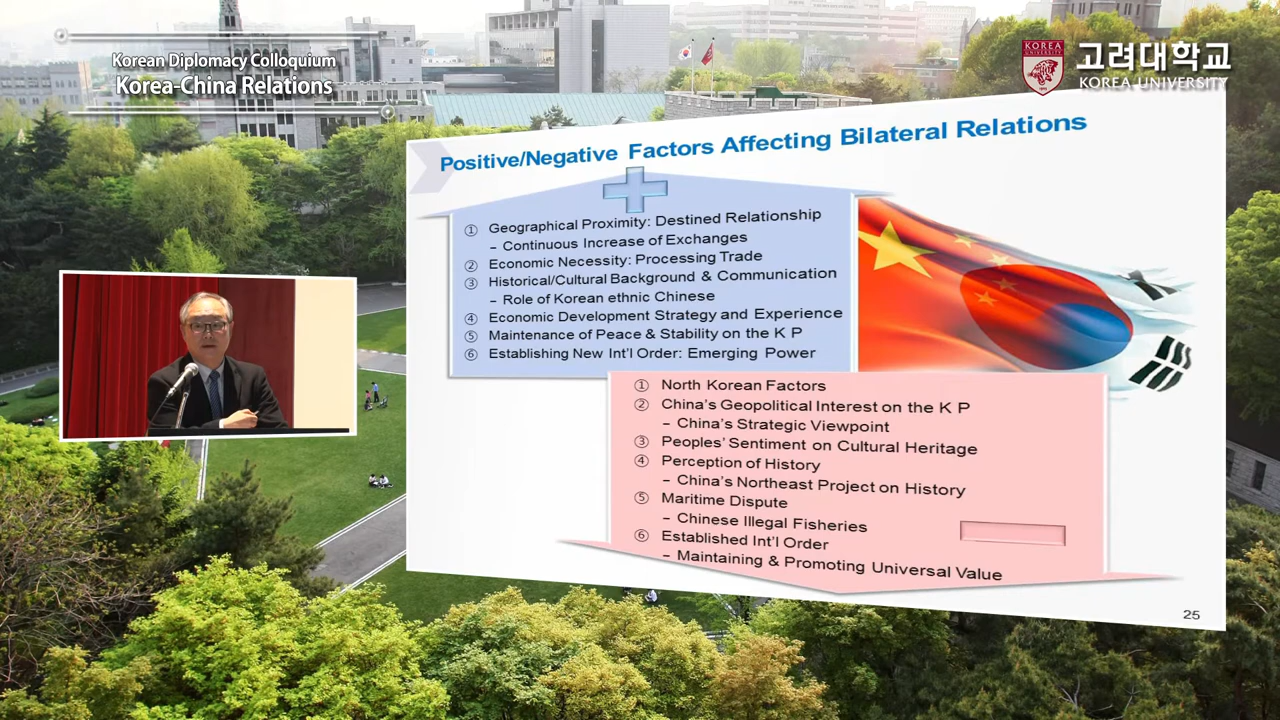 Korean Diplomacy Colloquium
Korea-China Relations
KOREA
UNIVERSITY
고려대학교
KOREA UNIVERSITY
Positive/Negative Factors Affecting Bilateral Relations
① Geographical Proximity: Destined Relationship
– Continuous Increase of Exchanges
② Economic Necessity: Processing Trade
③ Historical/Cultural Background & Communication
– Role of Korean ethnic Chinese
④ Economic Development Strategy and Experience
⑤ Maintenance of Peace & Stability on the K P
⑥ Establishing New Int'l Order: Emerging Power
① North Korean Factors
② China's Geopolitical Interest on the K P
– China's Strategic Viewpoint
③ Peoples' Sentiment on Cultural Heritage
④ Perception of History
– China's Northeast Project on History
⑤ Maritime Dispute
– Chinese Illegal Fisheries
⑥ Established Int'l Order
– Maintaining & Promoting Universal Value
25